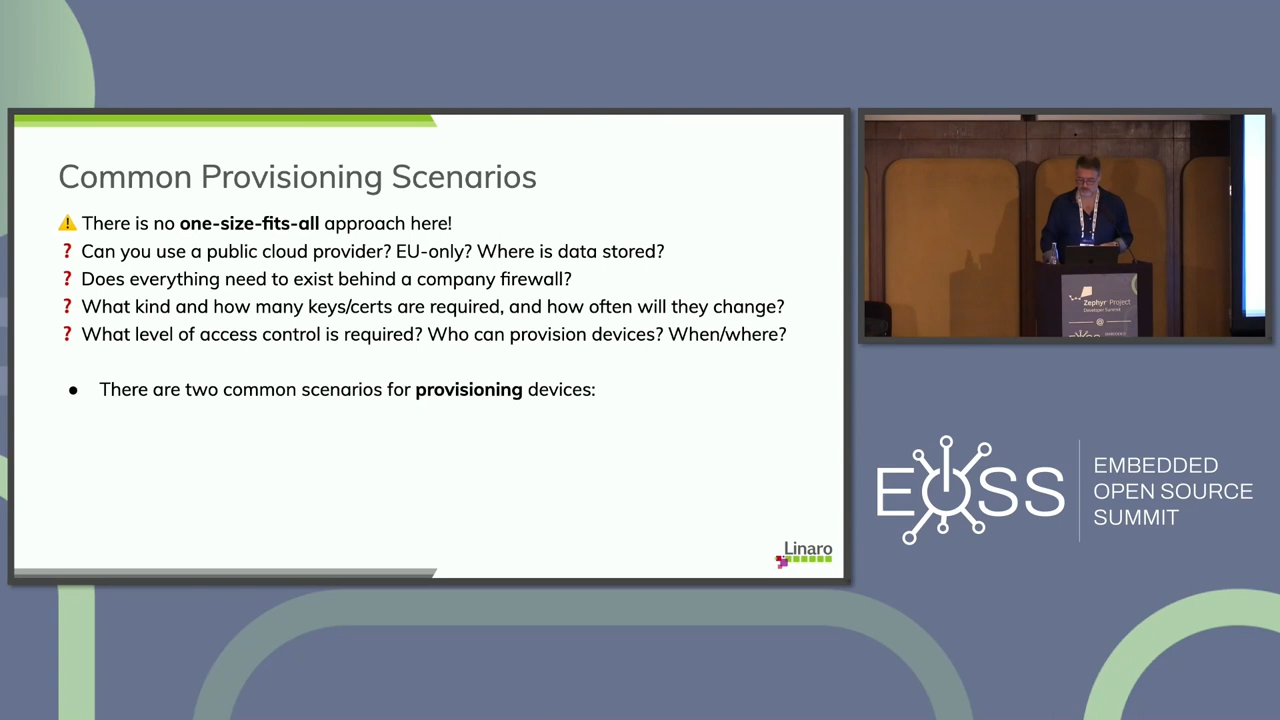 Common Provisioning Scenarios
⚠ There is no one-size-fits-all approach here!
? Can you use a public cloud provider? EU-only? Where is data stored?
? Does everything need to exist behind a company firewall?
? What kind and how many keys/certs are required, and how often will they change?
? What level of access control is required? Who can provision devices? When/where?
● There are two common scenarios for provisioning devices:
Linaro
Zephyr Project
Developer Summit
@
EOSS
EMBEDDED
OPEN SOURCE
SUMMIT